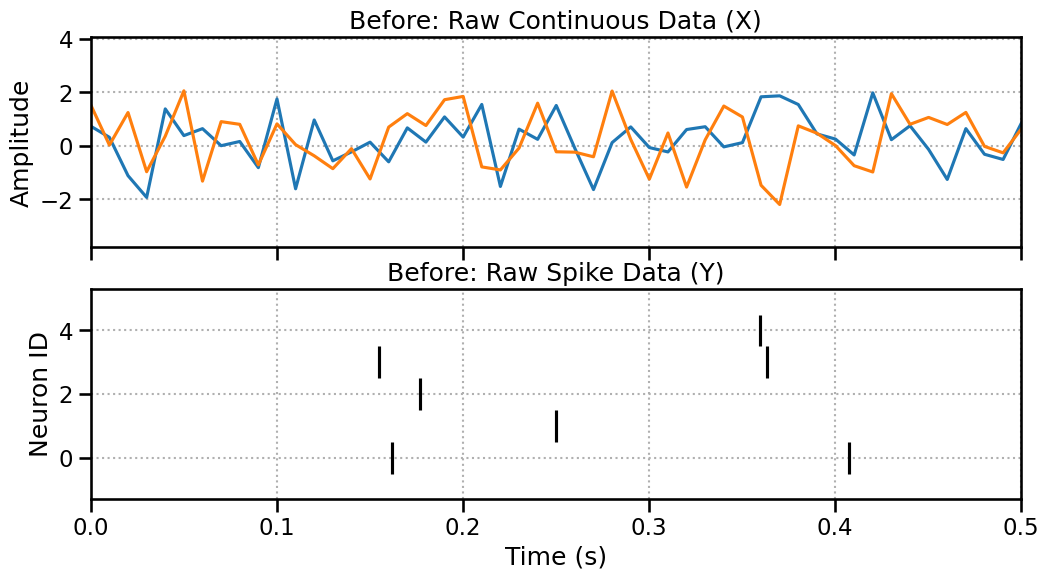 Before: Raw Continuous Data (X)
4
2
0
−2
Amplitude
Before: Raw Spike Data (Y)
4
2
0
Neuron ID
0.0 0.1 0.2 0.3 0.4 0.5
Time (s)